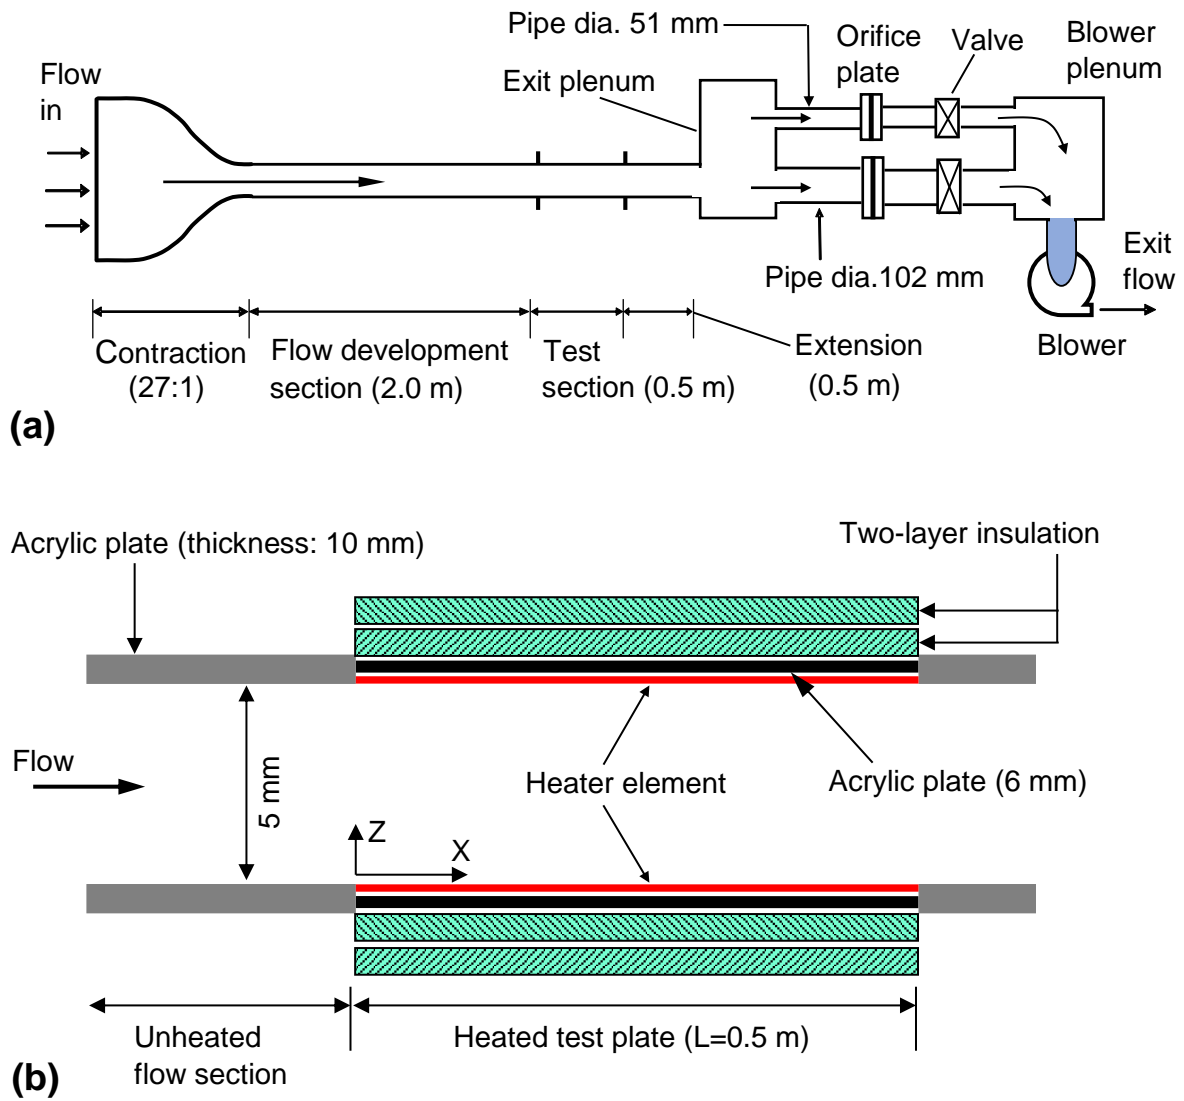 Pipe dia. 51 mm
Orifice
plate
Valve
Blower
plenum
Flow
in
Exit plenum
Pipe dia.102 mm
Exit
flow
Blower
Contraction
(27:1)
Flow development
section (2.0 m)
Test
section (0.5 m)
Extension
(0.5 m)
(a)
Acrylic plate (thickness: 10 mm)
Two-layer insulation
Flow
5 mm
Heater element
Acrylic plate (6 mm)
Z
X
Unheated
flow section
Heated test plate (L=0.5 m)
(b)